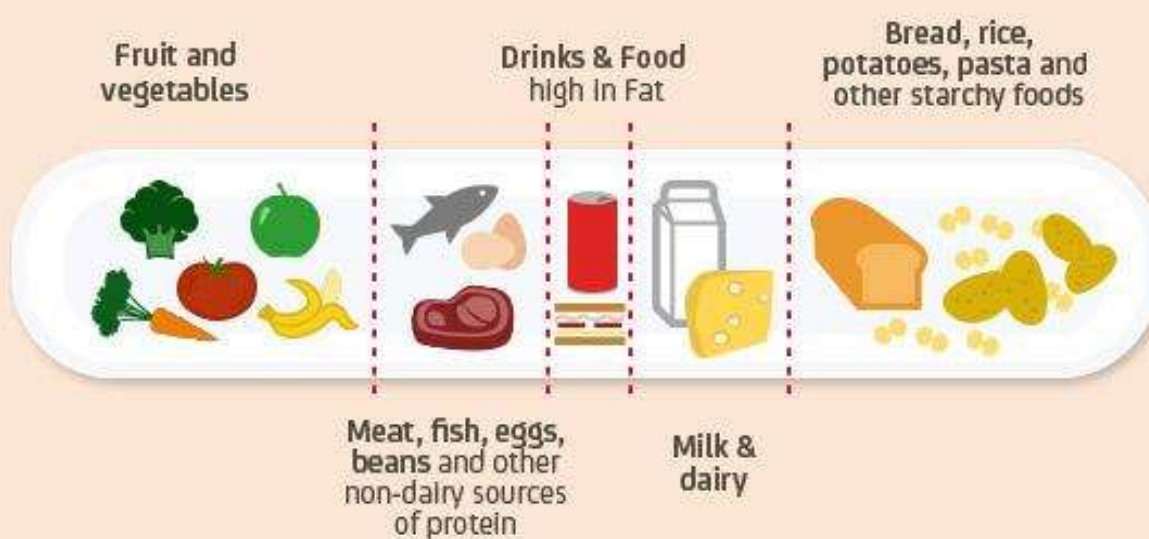 Fruit and
vegetables
Drinks & Food
high in Fat
Bread, rice,
potatoes, pasta and
other starchy foods
Meat, fish, eggs,
beans and other
non-dairy sources
of protein
Milk &
dairy